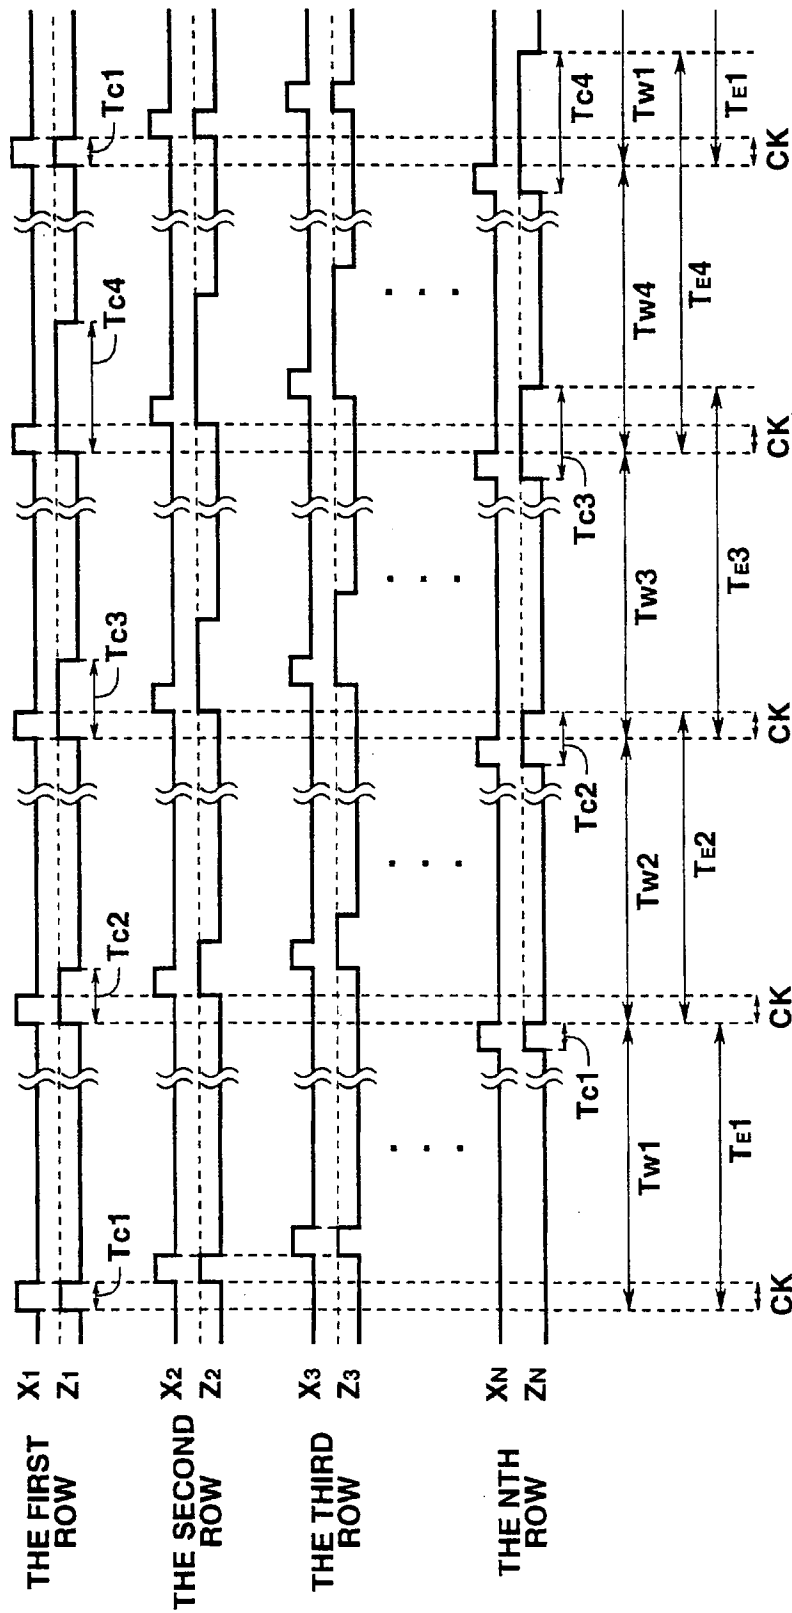 THE FIRST
ROW
X1
Z1
Tc1
Tc2
Tc3
Tc4
Tc1
THE SECOND
ROW
X2
Z2
THE THIRD
ROW
X3
Z3
. . .
. . .
. . .
. . .
THE NTH
ROW
XN
ZN
Tc1
Tc2
Tc3
Tc4
Tw1
Tw2
Tw3
Tw4
Tw1
TE1
TE2
TE3
TE4
TE1
CK
CK
CK
CK
CK